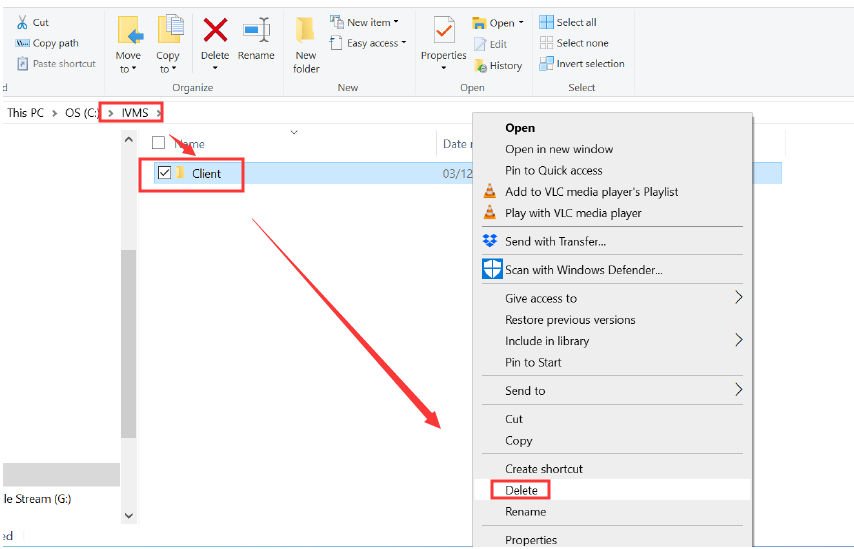 Cut
Copy path
Paste shortcut
d
Move
to
Copy
to
Delete
Rename
Organize
New
folder
New item
Easy access
New
Properties
Open
Edit
History
Open
Select all
Select none
Invert selection
Select
This PC > OS (C:) > IVMS >
Name
Date
Client
03/12
le Stream (G:)
ed
Open
Open in new window
Pin to Quick access
Add to VLC media player's Playlist
Play with VLC media player
Send with Transfer...
Scan with Windows Defender...
Give access to
Restore previous versions
Include in library
Pin to Start
Send to
Cut
Copy
Create shortcut
Delete
Rename
Properties